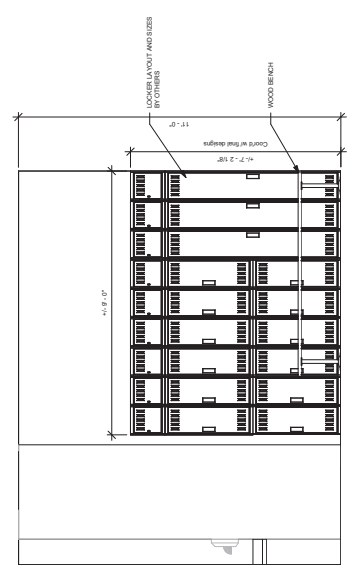 LOCKER LAYOUT AND SIZES
BY OTHERS
WOOD BENCH
11' - 0"
+/- 7' - 2 1/8"
Coord w/ final designs
+/- 9' - 0"